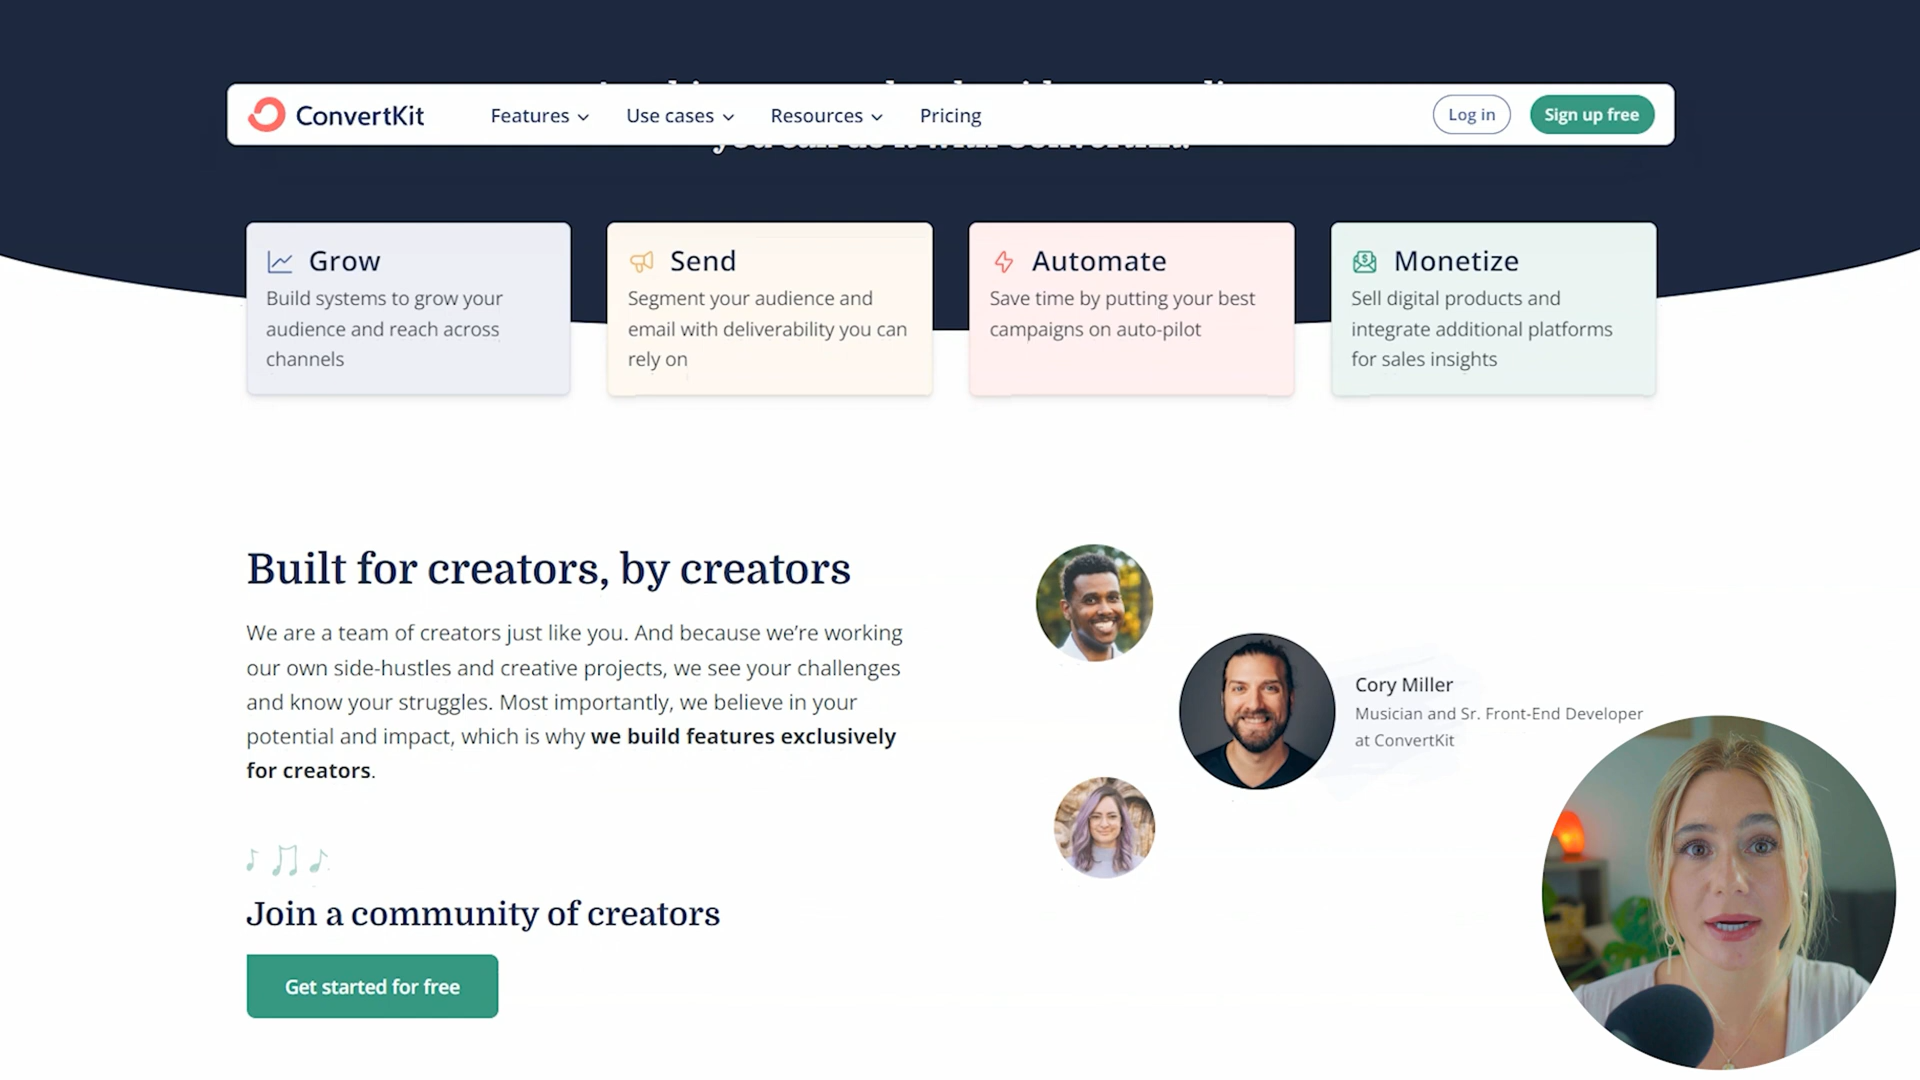 ConvertKit
Features
Use cases
Resources
Pricing
Log in
Sign up free
Grow
Build systems to grow your
audience and reach across
channels
Send
Segment your audience and
email with deliverability you can
rely on
Automate
Save time by putting your best
campaigns on auto-pilot
Monetize
Sell digital products and
integrate additional platforms
for sales insights
Built for creators, by creators
We are a team of creators just like you. And because we’re working
our own side-hustles and creative projects, we see your challenges
and know your struggles. Most importantly, we believe in your
potential and impact, which is why we build features exclusively
for creators.
Cory Miller
Musician and Sr. Front-End Developer
at ConvertKit
Join a community of creators
Get started for free